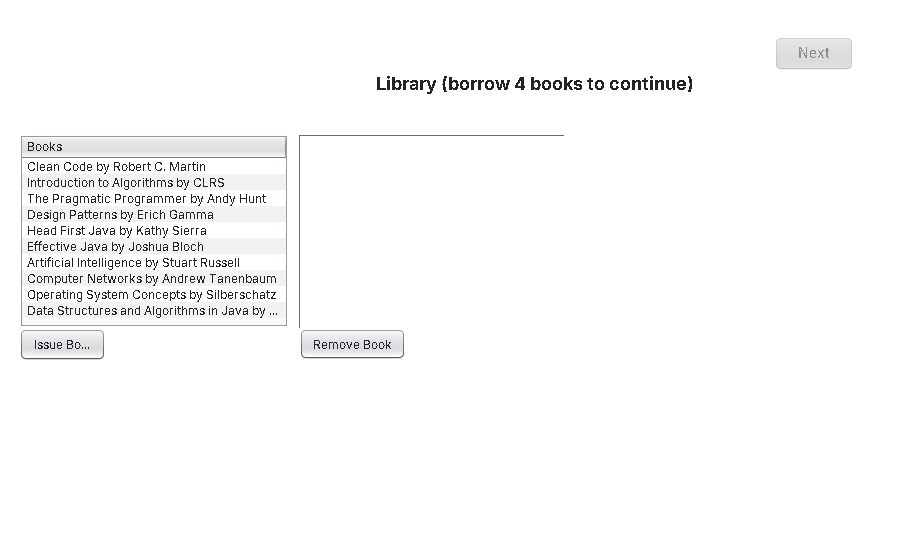 Next
Library (borrow 4 books to continue)
Books
Clean Code by Robert C. Martin
Introduction to Algorithms by CLRS
The Pragmatic Programmer by Andy Hunt
Design Patterns by Erich Gamma
Head First Java by Kathy Sierra
Effective Java by Joshua Bloch
Artificial Intelligence by Stuart Russell
Computer Networks by Andrew Tanenbaum
Operating System Concepts by Silberschatz
Data Structures and Algorithms in Java by ...
Issue Bo...
Remove Book